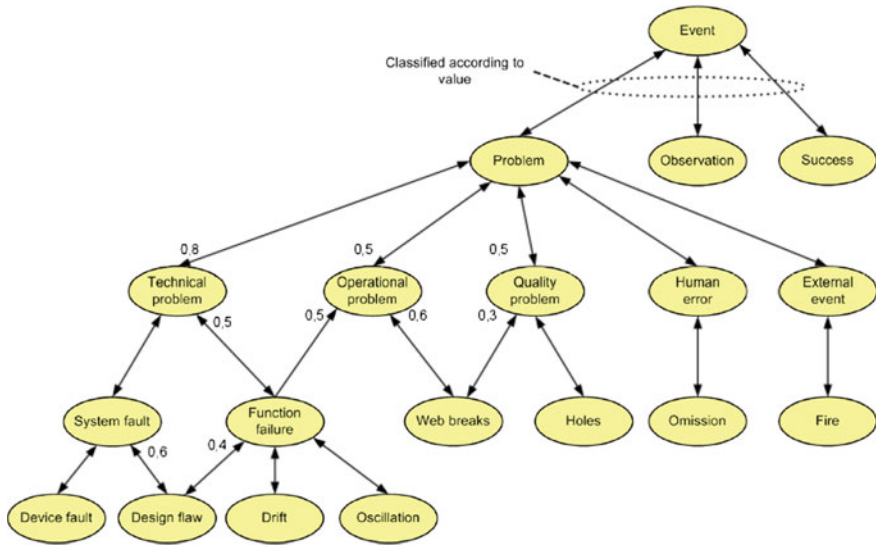 Event
Classified according to
value
Problem
Observation
Success
0,8
0,5
0,5
Technical
problem
Operational
problem
Quality
problem
Human
error
External
event
0,5
0,5
0,6
0,3
System fault
Function
failure
Web breaks
Holes
Omission
Fire
0,6
0,4
Device fault
Design flaw
Drift
Oscillation